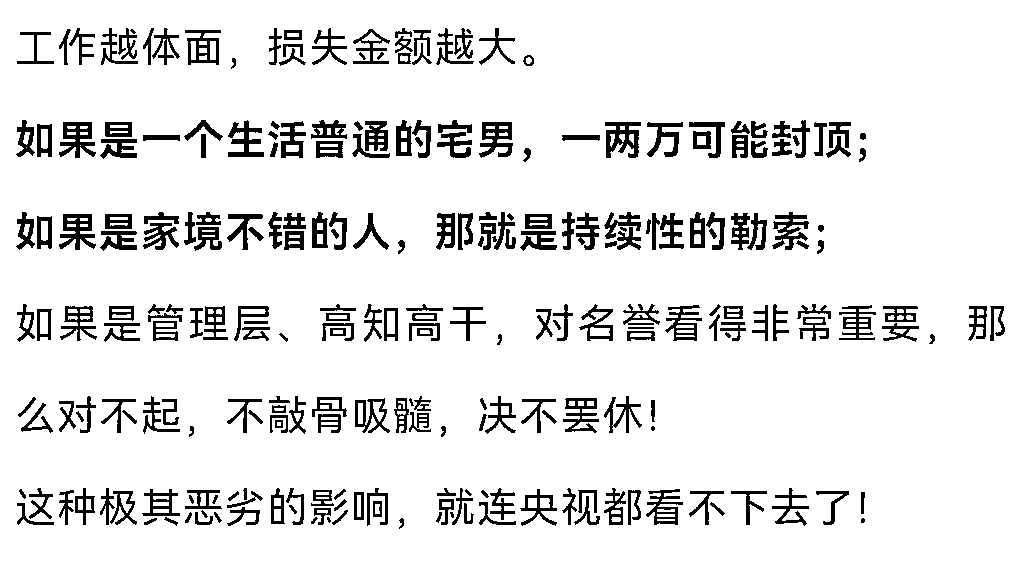 工作越体面，损失金额越大。
如果是一个生活普通的宅男，一两万可能封顶；
如果是家境不错的人，那就是持续性的勒索；
如果是管理层、高知高干，对名誉看得非常重要，那
么对不起，不敲骨吸髓，决不罢休！
这种极其恶劣的影响，就连央视都看不下去了！